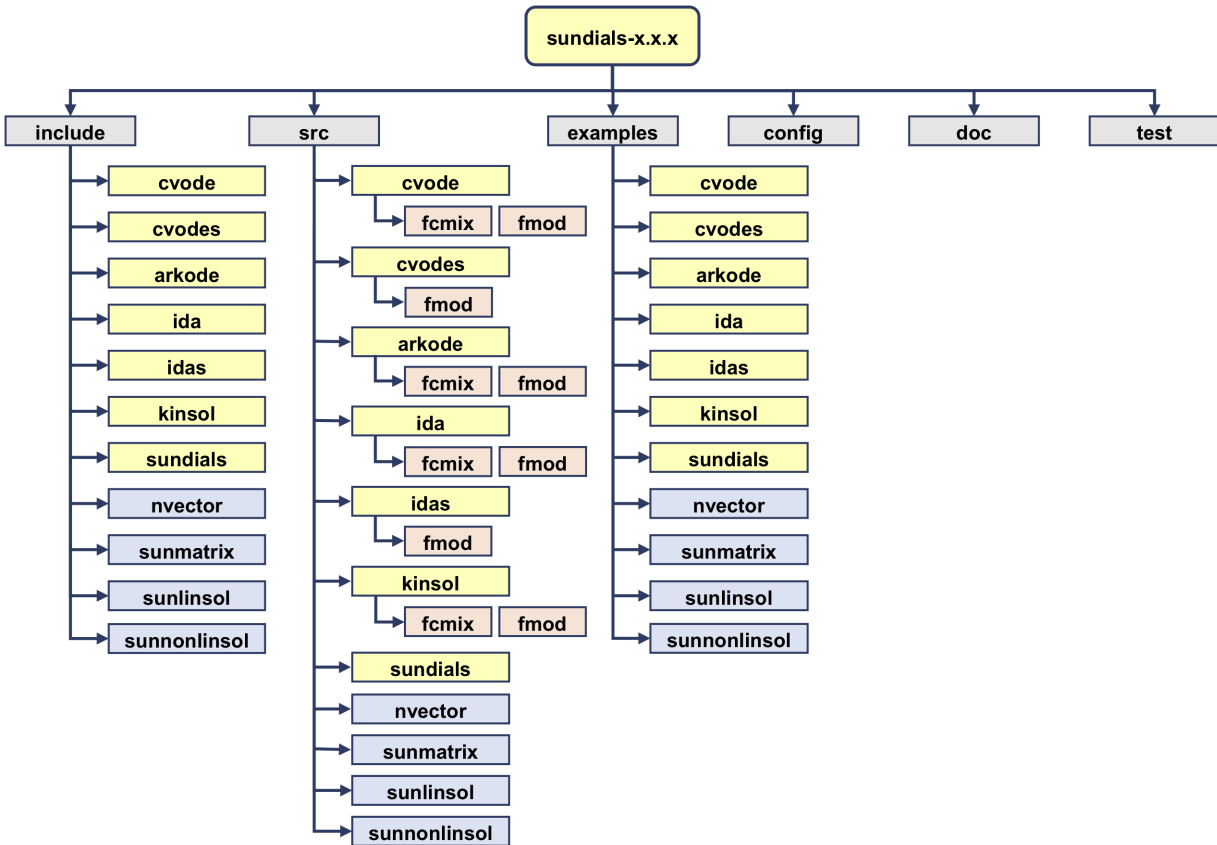 sundials-x.x.x
include
src
examples
config
doc
test
cvode
cvodes
arkode
ida
idas
kinsol
sundials
nvector
sunmatrix
sunlinsol
sunnonlinsol
cvode
fcmix fmod
cvodes
fmod
arkode
fcmix fmod
ida
fcmix fmod
idas
fmod
kinsol
fcmix fmod
sundials
nvector
sunmatrix
sunlinsol
sunnonlinsol
cvode
cvodes
arkode
ida
idas
kinsol
sundials
nvector
sunmatrix
sunlinsol
sunnonlinsol